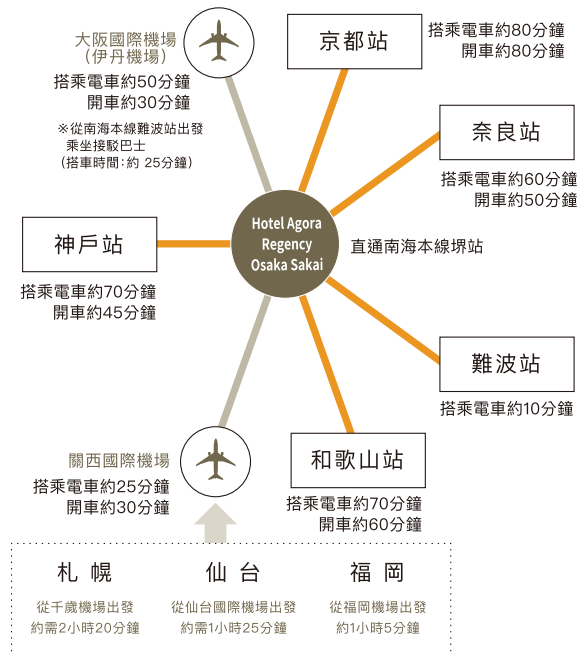 大阪國際機場
(伊丹機場)
搭乘電車約50分鐘
開車約30分鐘
※從南海本線難波站出發
乘坐接駁巴士
(搭車時間:約 25分鐘)
京都站
搭乘電車約80分鐘
開車約80分鐘
奈良站
搭乘電車約60分鐘
開車約50分鐘
Hotel Agora
Regency
Osaka Sakai
直通南海本線堺站
神戶站
搭乘電車約70分鐘
開車約45分鐘
難波站
搭乘電車約10分鐘
關西國際機場
搭乘電車約25分鐘
開車約30分鐘
和歌山站
搭乘電車約70分鐘
開車約60分鐘
札幌
從千歲機場出發
約需2小時20分鐘
仙台
從仙台國際機場出發
約需1小時25分鐘
福岡
從福岡機場出發
約1小時5分鐘